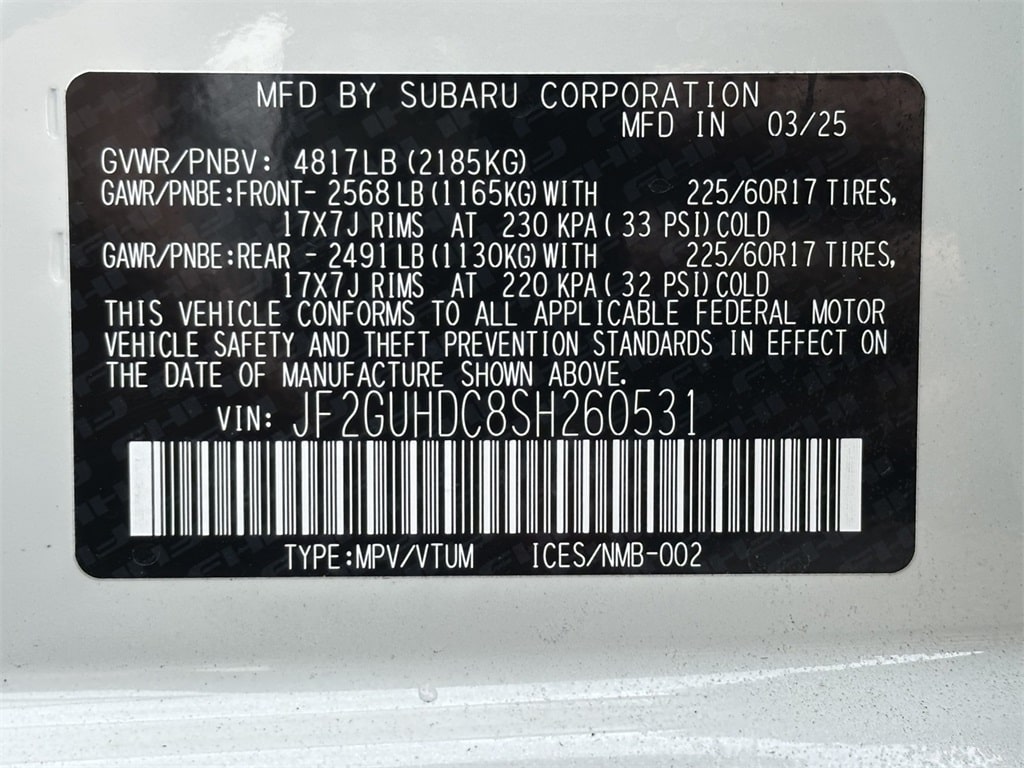 MFD BY SUBARU CORPORATION
MFD IN 03/25
GVWR/PNBV: 4817LB (2185KG)
GAWR/PNBE:FRONT- 2568 LB (1165KG) WITH 225/60R17 TIRES,
17X7J RIMS AT 230 KPA ( 33 PSI) COLD
GAWR/PNBE:REAR - 2491 LB (1130KG) WITH 225/60R17 TIRES,
17X7J RIMS AT 220 KPA ( 32 PSI) COLD
THIS VEHICLE CONFORMS TO ALL APPLICABLE FEDERAL MOTOR
VEHICLE SAFETY AND THEFT PREVENTION STANDARDS IN EFFECT ON
THE DATE OF MANUFACTURE SHOWN ABOVE.
VIN: JF2GUHDC8SH260531
TYPE:MPV/VTUM ICES/NMB-002